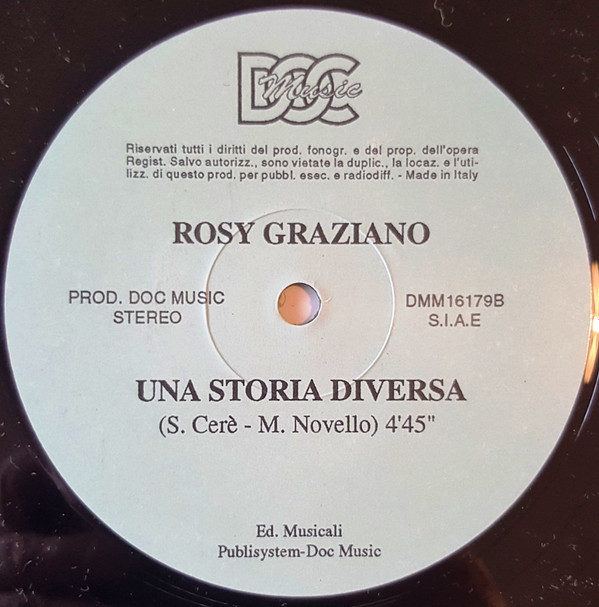 DOC Music
Riservati tutti i diritti del prod. fonogr. e del prop. dell'opera
Regist. Salvo autorizz., sono vietate la duplic., la locaz. e l'uti-
lizz. di questo prod. per pubbl. esec. e radiodiff. - Made in Italy
ROSY GRAZIANO
PROD. DOC MUSIC
STEREO
DMM16179B
S.I.A.E
UNA STORIA DIVERSA
(S. Cerè - M. Novello) 4'45"
Ed. Musicali
Publisystem-Doc Music